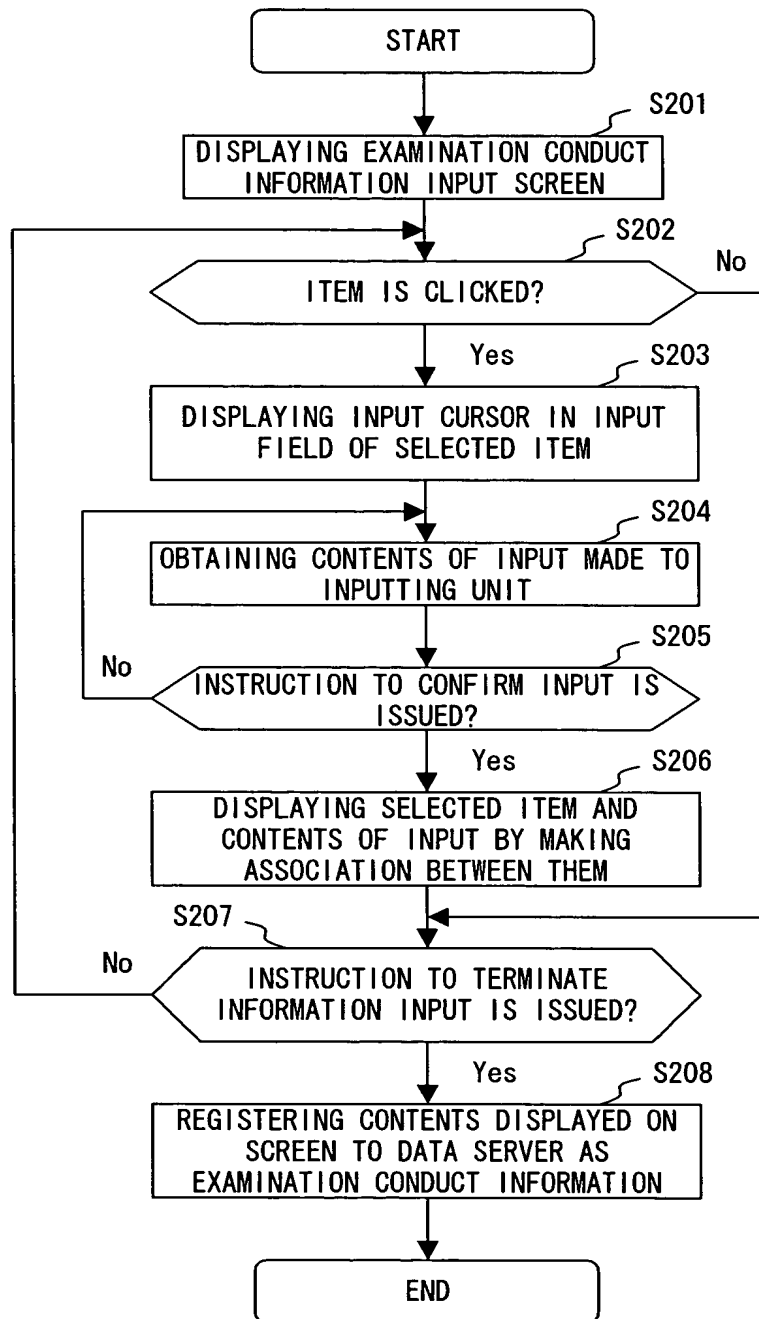 START
S201
DISPLAYING EXAMINATION CONDUCT
INFORMATION INPUT SCREEN
S202
No
ITEM IS CLICKED?
Yes
S203
DISPLAYING INPUT CURSOR IN INPUT
FIELD OF SELECTED ITEM
S204
OBTAINING CONTENTS OF INPUT MADE TO
INPUTTING UNIT
S205
No
INSTRUCTION TO CONFIRM INPUT IS
ISSUED?
Yes
S206
DISPLAYING SELECTED ITEM AND
CONTENTS OF INPUT BY MAKING
ASSOCIATION BETWEEN THEM
S207
No
INSTRUCTION TO TERMINATE
INFORMATION INPUT IS ISSUED?
Yes
S208
REGISTERING CONTENTS DISPLAYED ON
SCREEN TO DATA SERVER AS
EXAMINATION CONDUCT INFORMATION
END